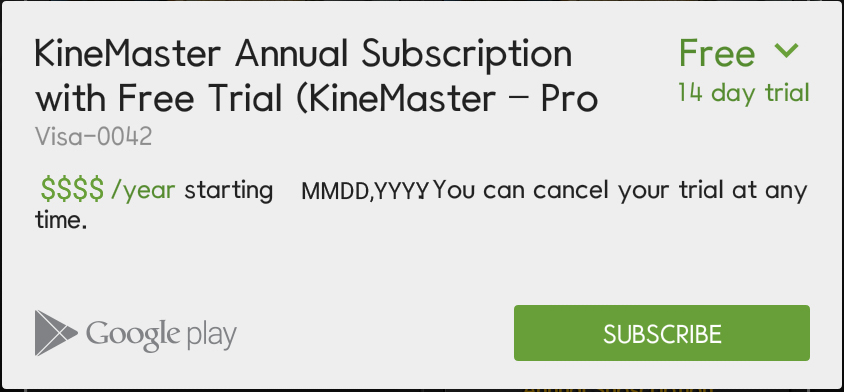 KineMaster Annual Subscription
with Free Trial (KineMaster – Pro
Free
14 day trial
Visa-0042
$$$$ /year starting MMDD,YYYY. You can cancel your trial at any
time.
Google play
SUBSCRIBE